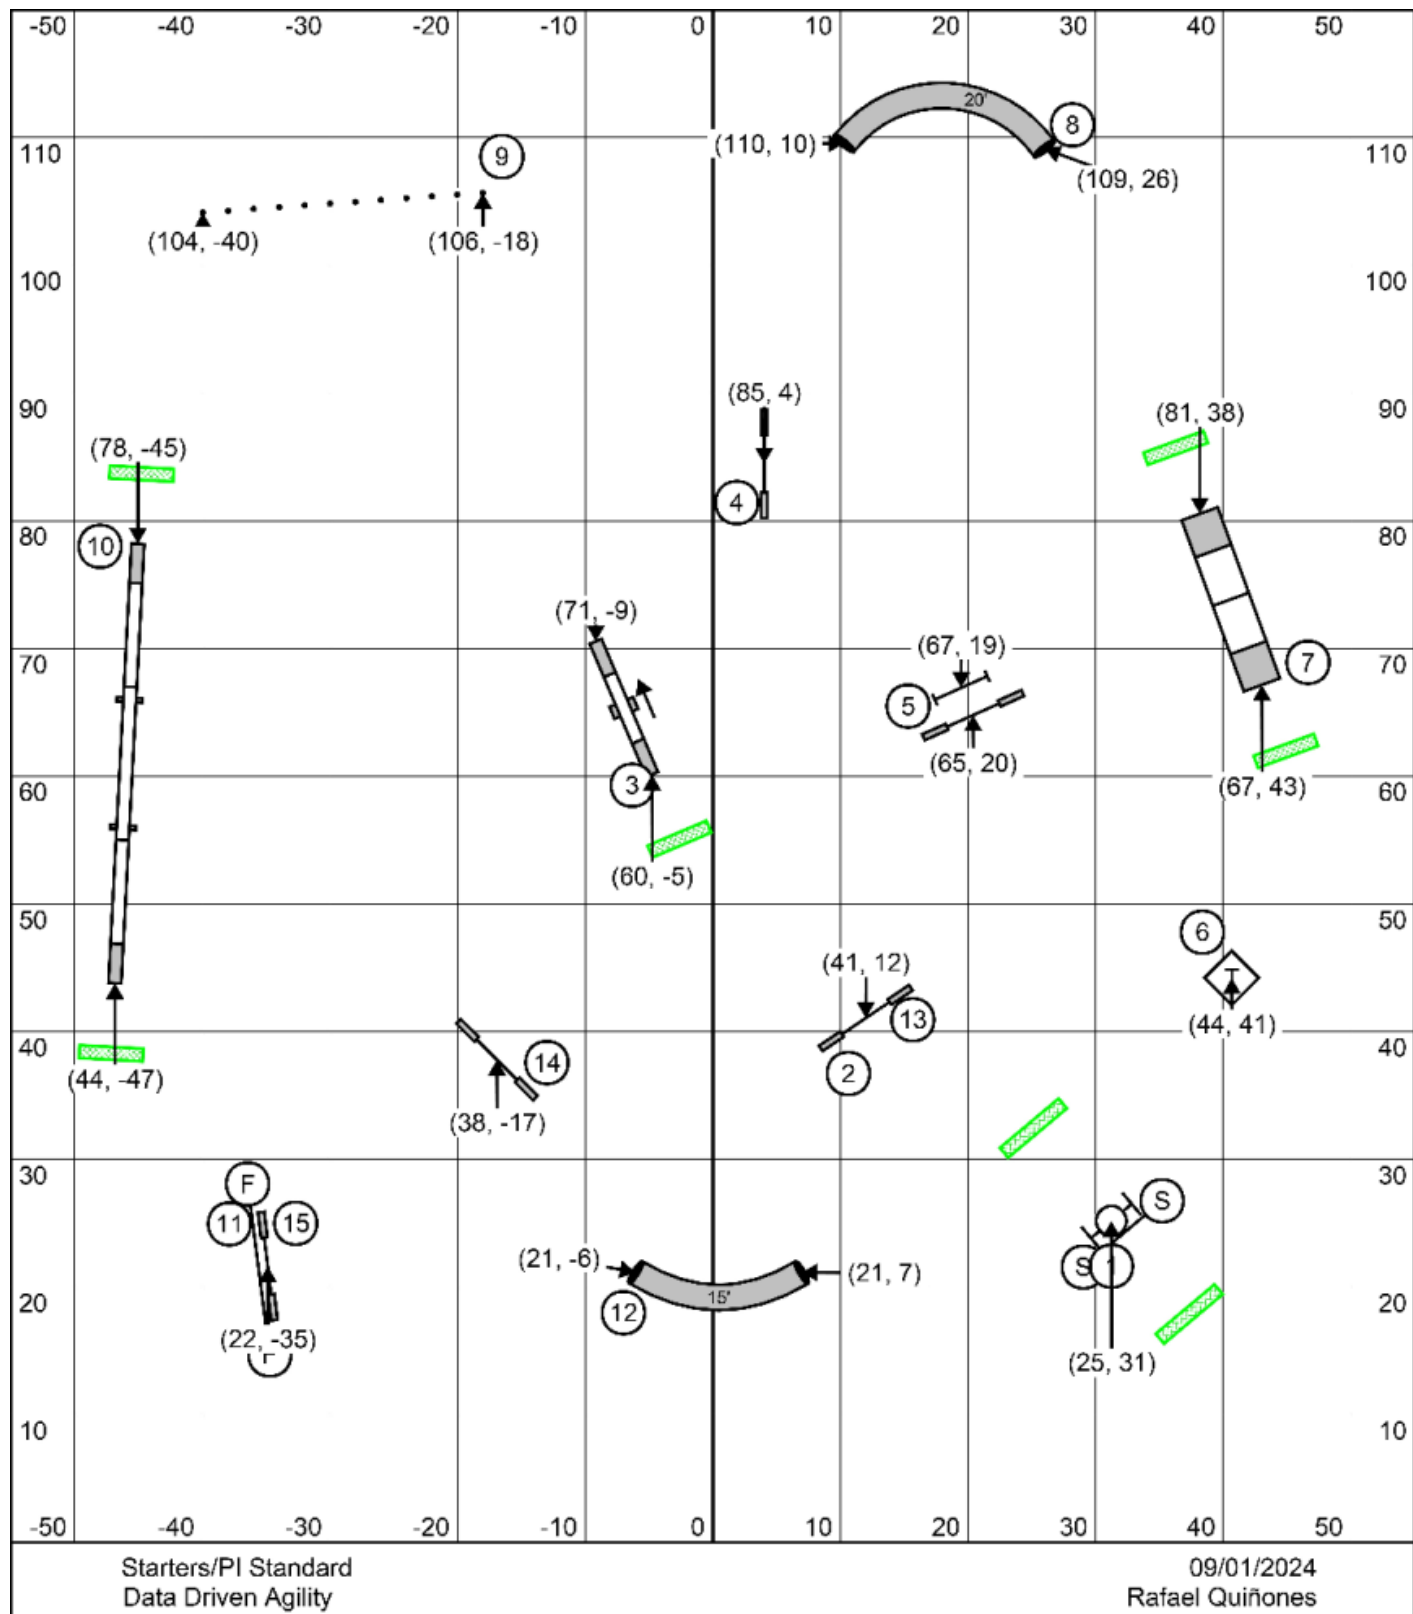 -50 -40 -30 -20 -10 0 10 20 30 40 50
20'
8
110 (110, 10) 110
9
(109, 26)
(104, -40) (106, -18)
100 100
(85, 4)
90 90
(81, 38)
(78, -45)
4
80 80
10
(71, -9)
(67, 19)
70 7 70
5
(65, 20)
3
60 (67, 43) 60
(60, -5)
50 50
6
(41, 12)
13
(44, 41)
40 40
14
2
(44, -47)
(38, -17)
30 30
F
S
11 15
(21, -6) (21, 7)
S 1
20 15' 20
12
(22, -35)
F
(25, 31)
10 10
-50 -40 -30 -20 -10 0 10 20 30 40 50
Starters/PI Standard 09/01/2024
Data Driven Agility Rafael Quiñones